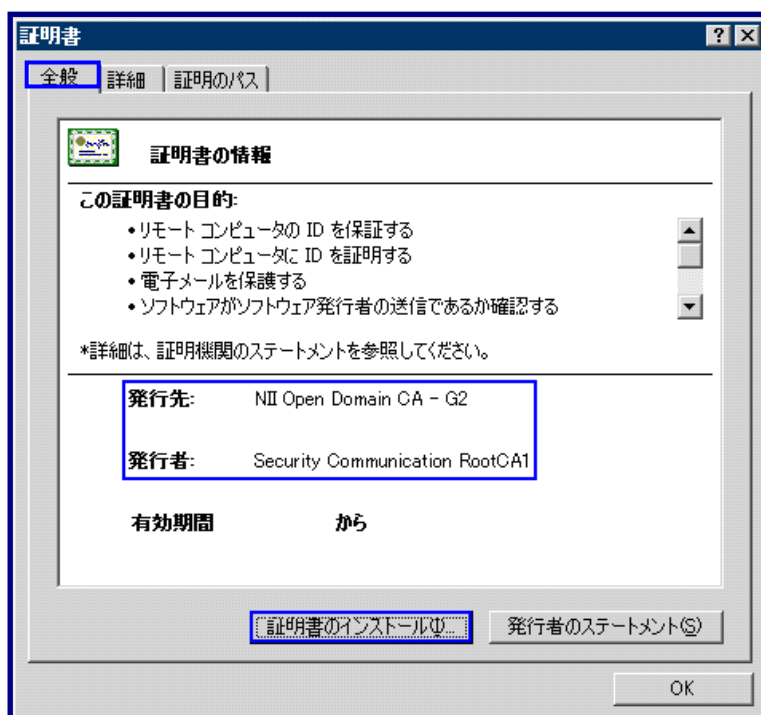 証明書
全般 詳細 証明のパス
証明書の情報
この証明書の目的:
•リモート コンピュータの ID を保証する
•リモート コンピュータに ID を証明する
•電子メールを保護する
•ソフトウェアがソフトウェア発行者の送信であるか確認する
*詳細は、証明機関のステートメントを参照してください。
発行先: NII Open Domain CA - G2
発行者: Security Communication RootCA1
有効期間 から
証明書のインストール(I)... 発行者のステートメント(S)
OK